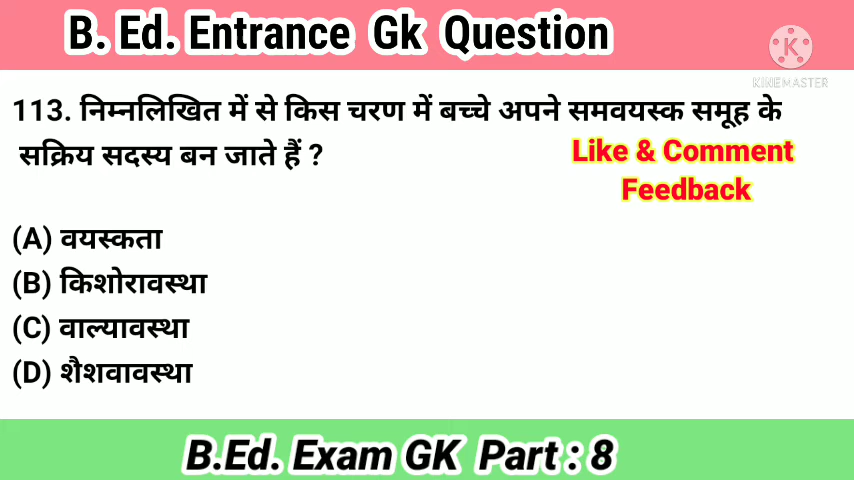 B. Ed. Entrance Gk Question
K
KINEMASTER
113. निम्नलिखित में से किस चरण में बच्चे अपने समवयस्क समूह के
सक्रिय सदस्य बन जाते हैं ?
Like & Comment
Feedback
(A) वयस्कता
(B) किशोरावस्था
(C) वाल्यावस्था
(D) शैशवावस्था
B.Ed. Exam GK Part : 8